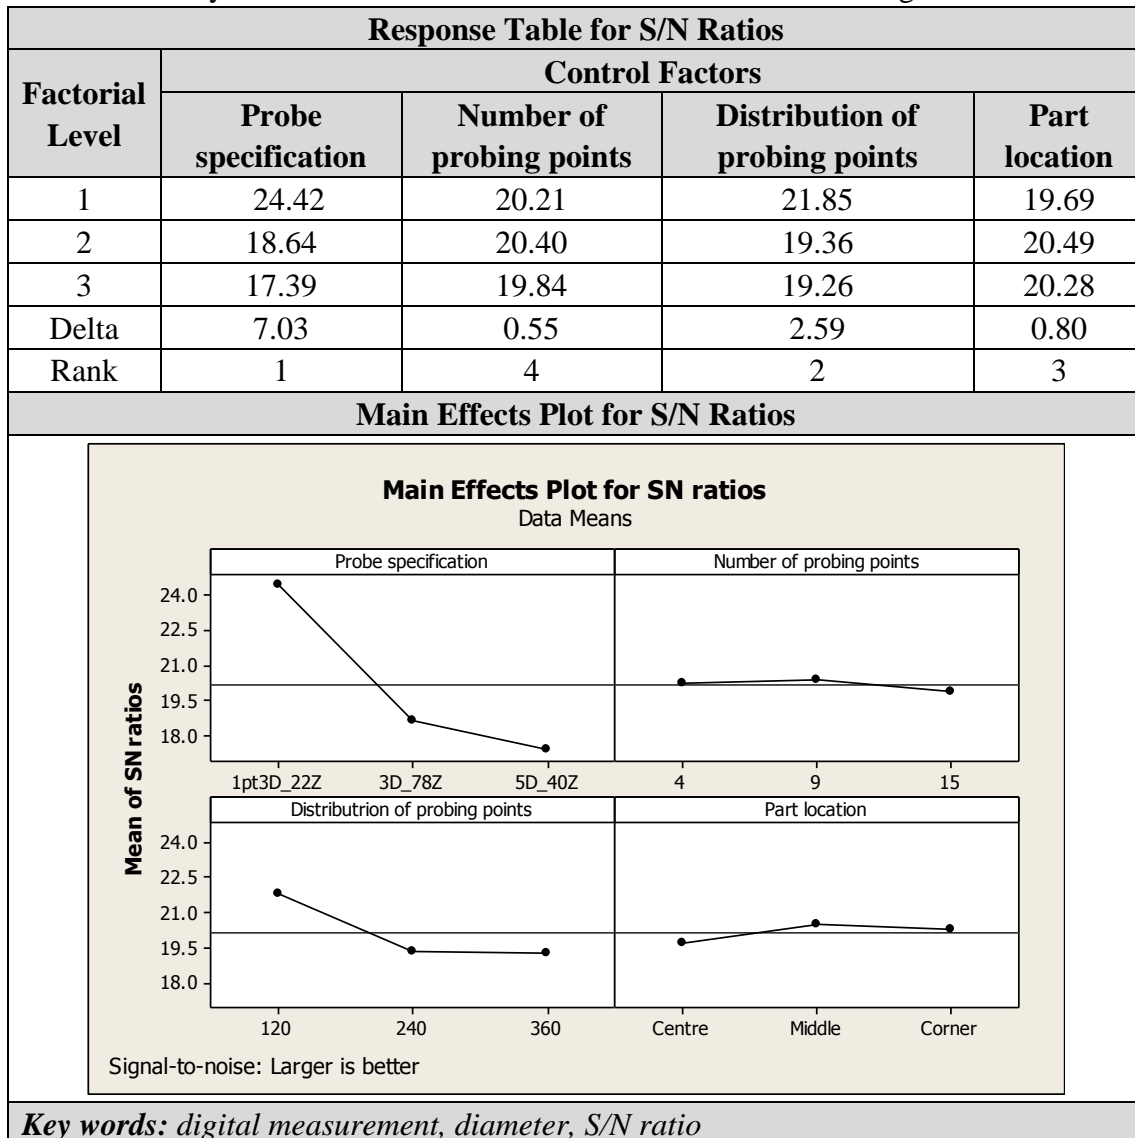 Response Table for S/N Ratios
Factorial Level Control Factors
Probe specification Number of probing points Distribution of probing points Part location
1 24.42 20.21 21.85 19.69
2 18.64 20.40 19.36 20.49
3 17.39 19.84 19.26 20.28
Delta 7.03 0.55 2.59 0.80
Rank 1 4 2 3
Main Effects Plot for S/N Ratios
Main Effects Plot for SN ratios
Data Means
Mean of SN ratios
Probe specification Number of probing points
24.0
22.5
21.0
19.5
18.0
1pt3D_22Z 3D_78Z 5D_40Z 4 9 15
Distributrion of probing points Part location
24.0
22.5
21.0
19.5
18.0
120 240 360 Centre Middle Corner
Signal-to-noise: Larger is better
Key words: digital measurement, diameter, S/N ratio